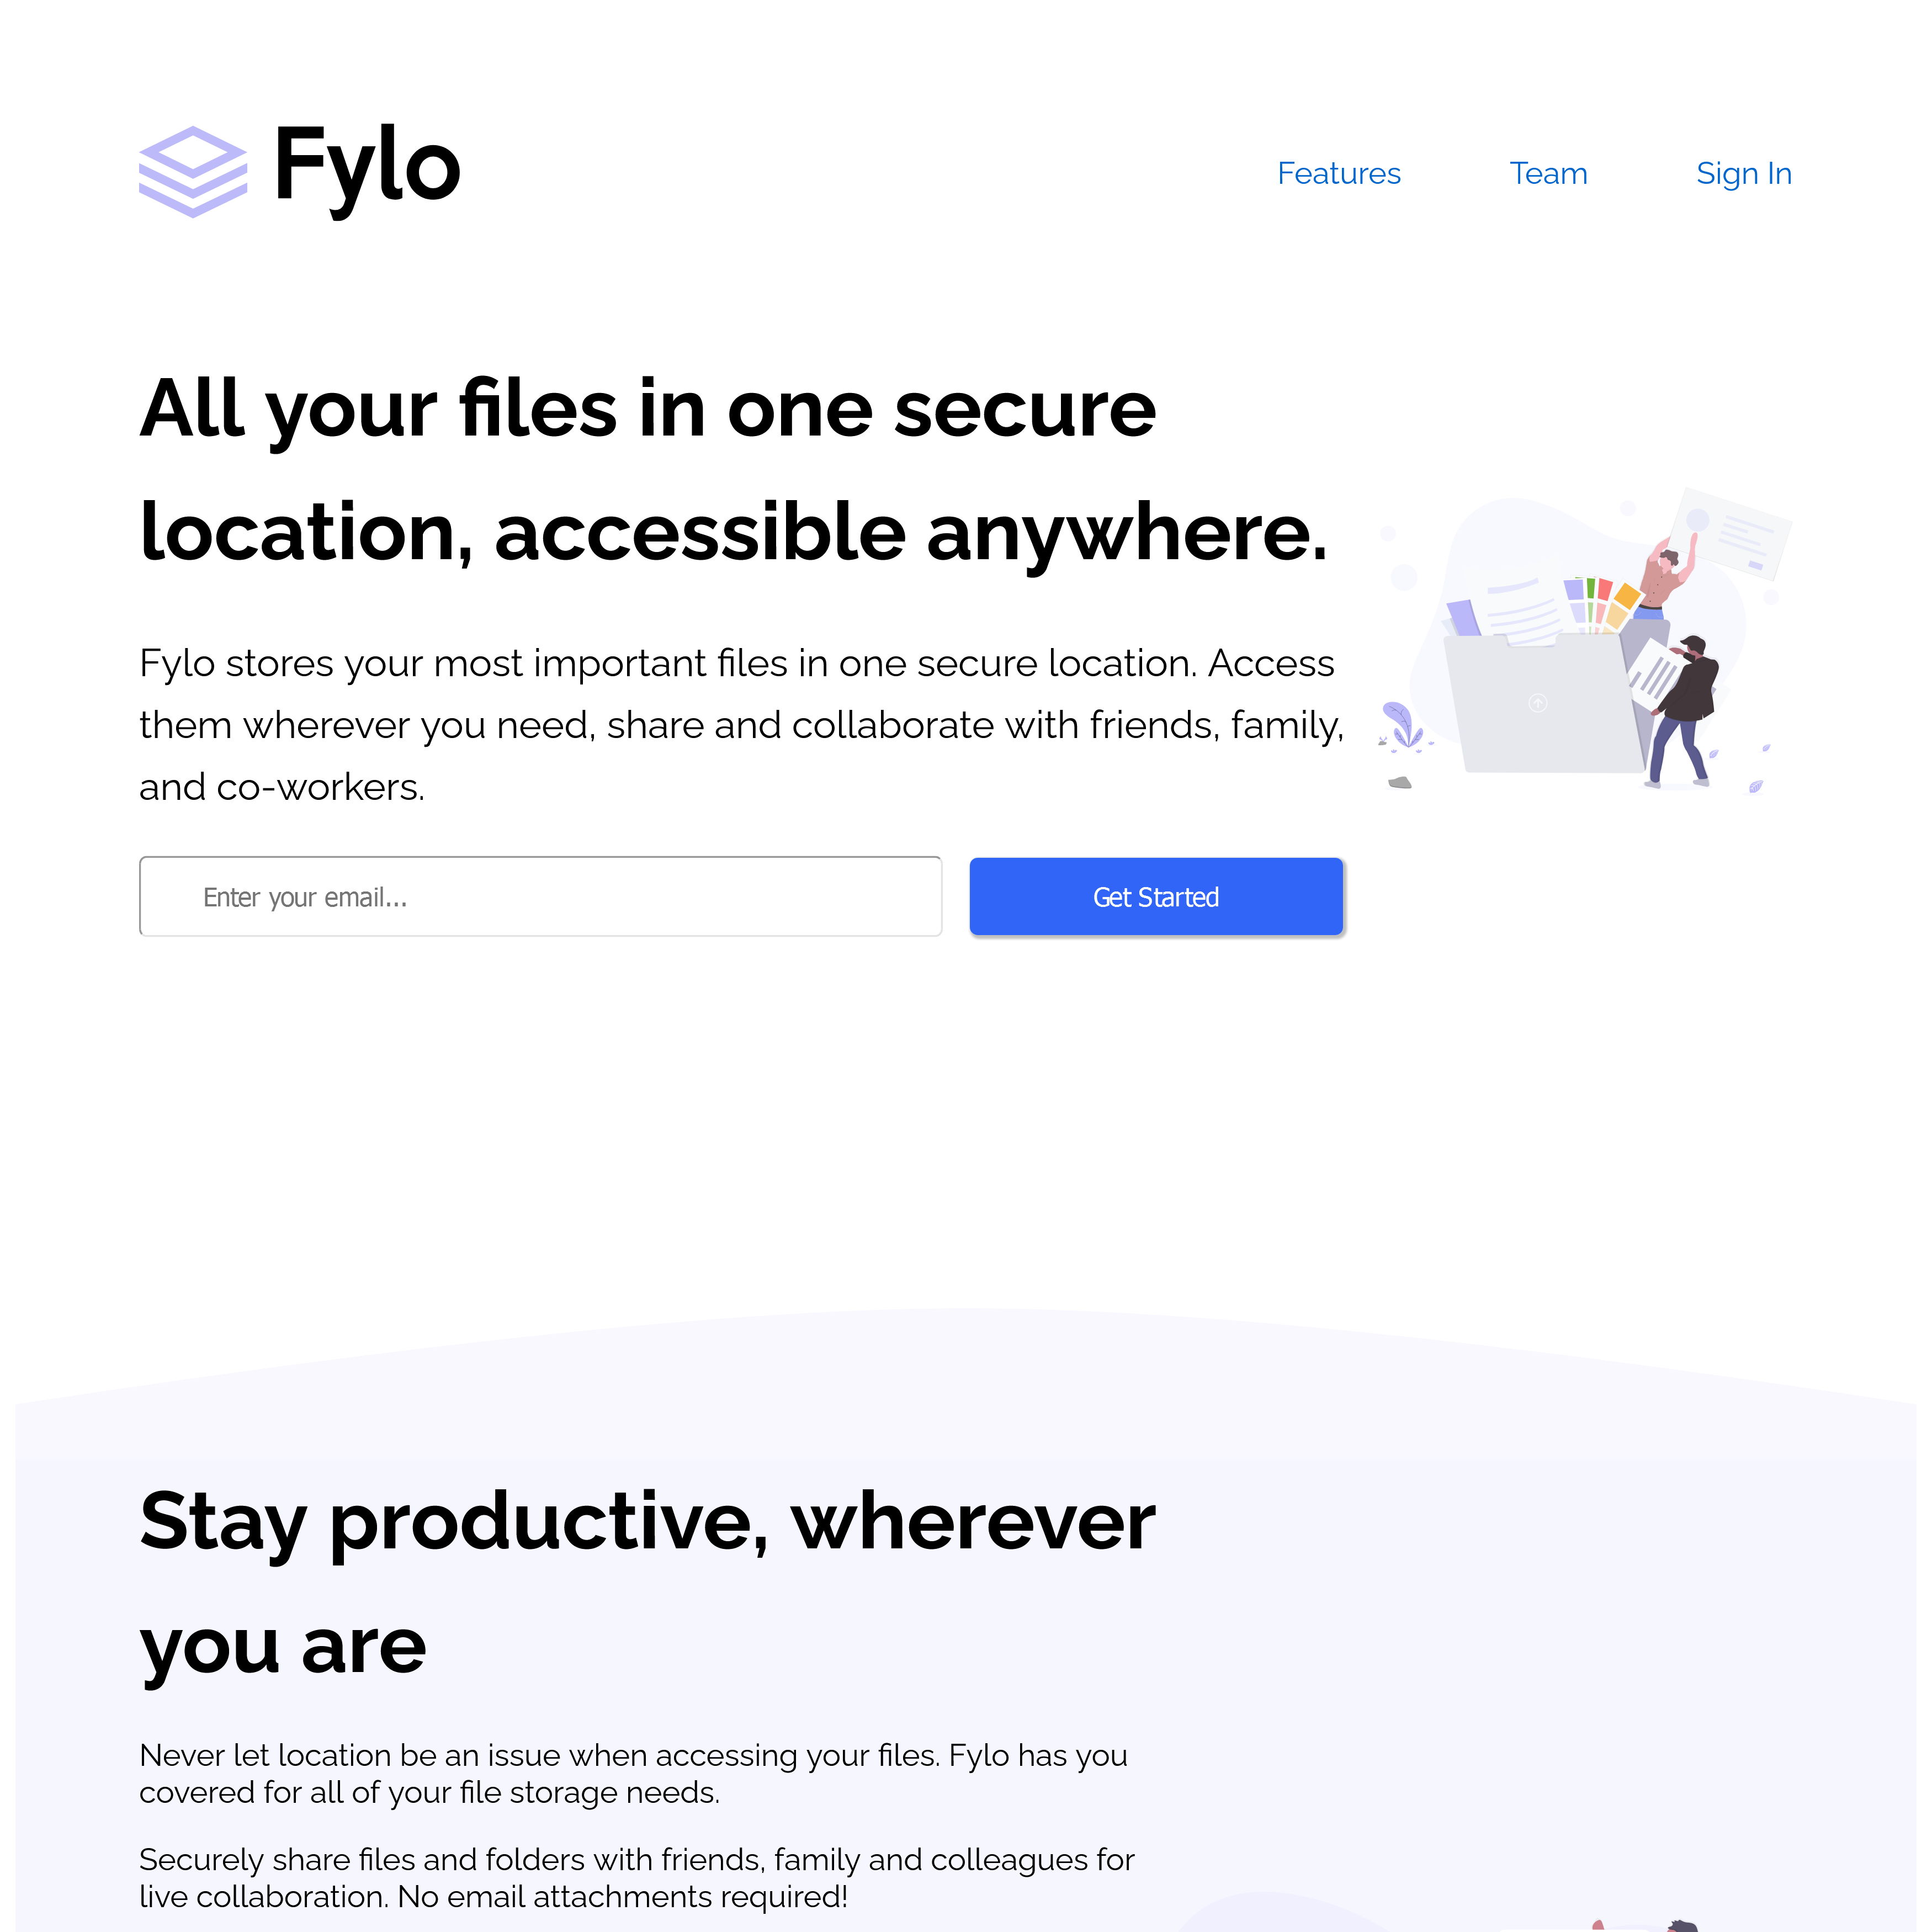 Fylo
Features
Team
Sign In
All your files in one secure
location, accessible anywhere.
Fylo stores your most important files in one secure location. Access
them wherever you need, share and collaborate with friends, family,
and co-workers.
Enter your email...
Get Started
Stay productive, wherever
you are
Never let location be an issue when accessing your files. Fylo has you
covered for all of your file storage needs.
Securely share files and folders with friends, family and colleagues for
live collaboration. No email attachments required!